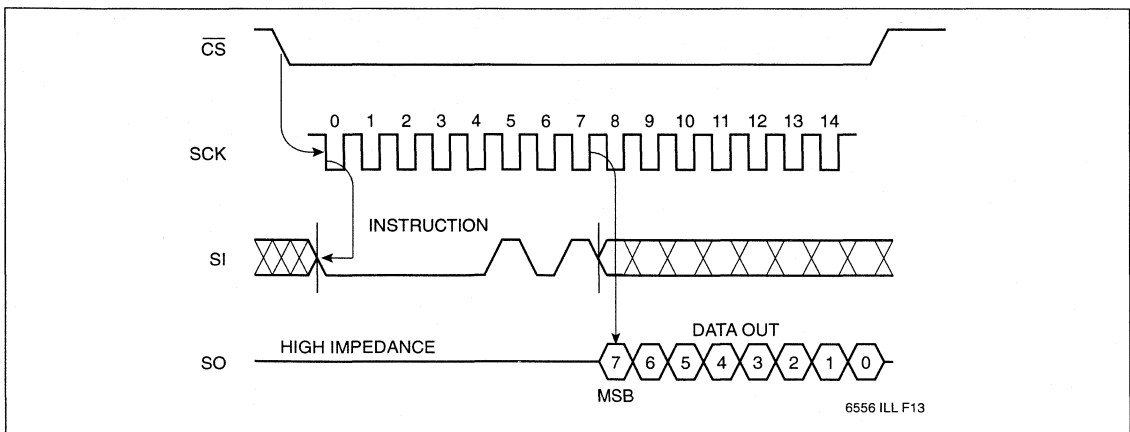 CS
0 1 2 3 4 5 6 7 8 9 10 11 12 13 14
SCK
INSTRUCTION
SI
DATA OUT
HIGH IMPEDANCE
SO
7 6 5 4 3 2 1 0
MSB
6556 ILL F13